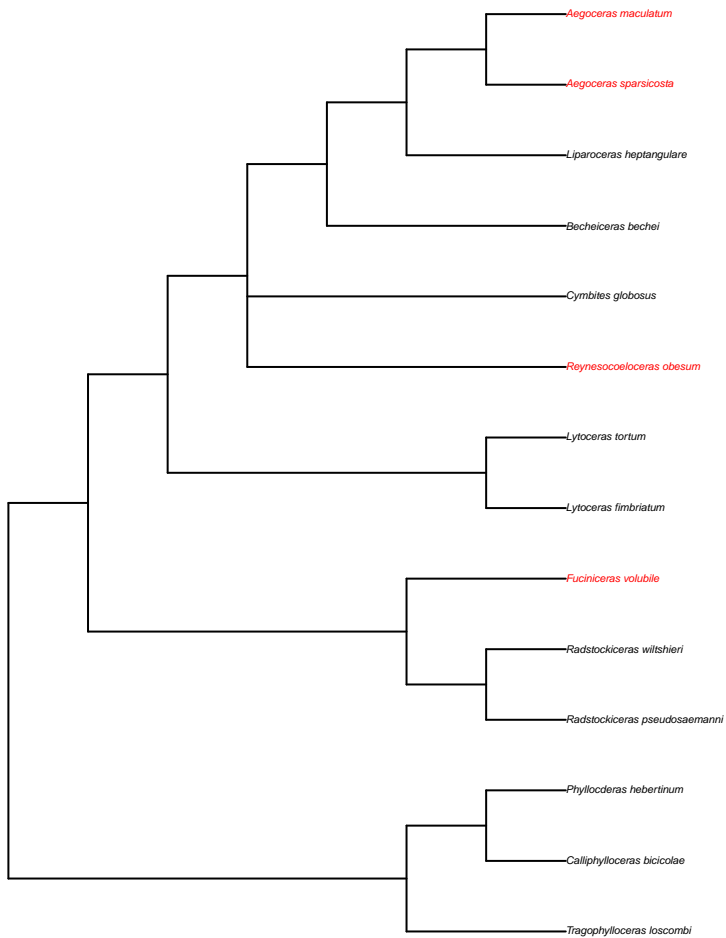 Aegoceras maculatum
Aegoceras sparsicosta
Liparoceras heptangulare
Becheiceras bechei
Cymbites globosus
Reynesocoeloceras obesum
Lytoceras tortum
Lytoceras fimbriatum
Fuciniceras volubile
Radstockiceras wiltshieri
Radstockiceras pseudosaemanni
Phyllocderas hebertinum
Calliphylloceras bicicolae
Tragophylloceras loscombi